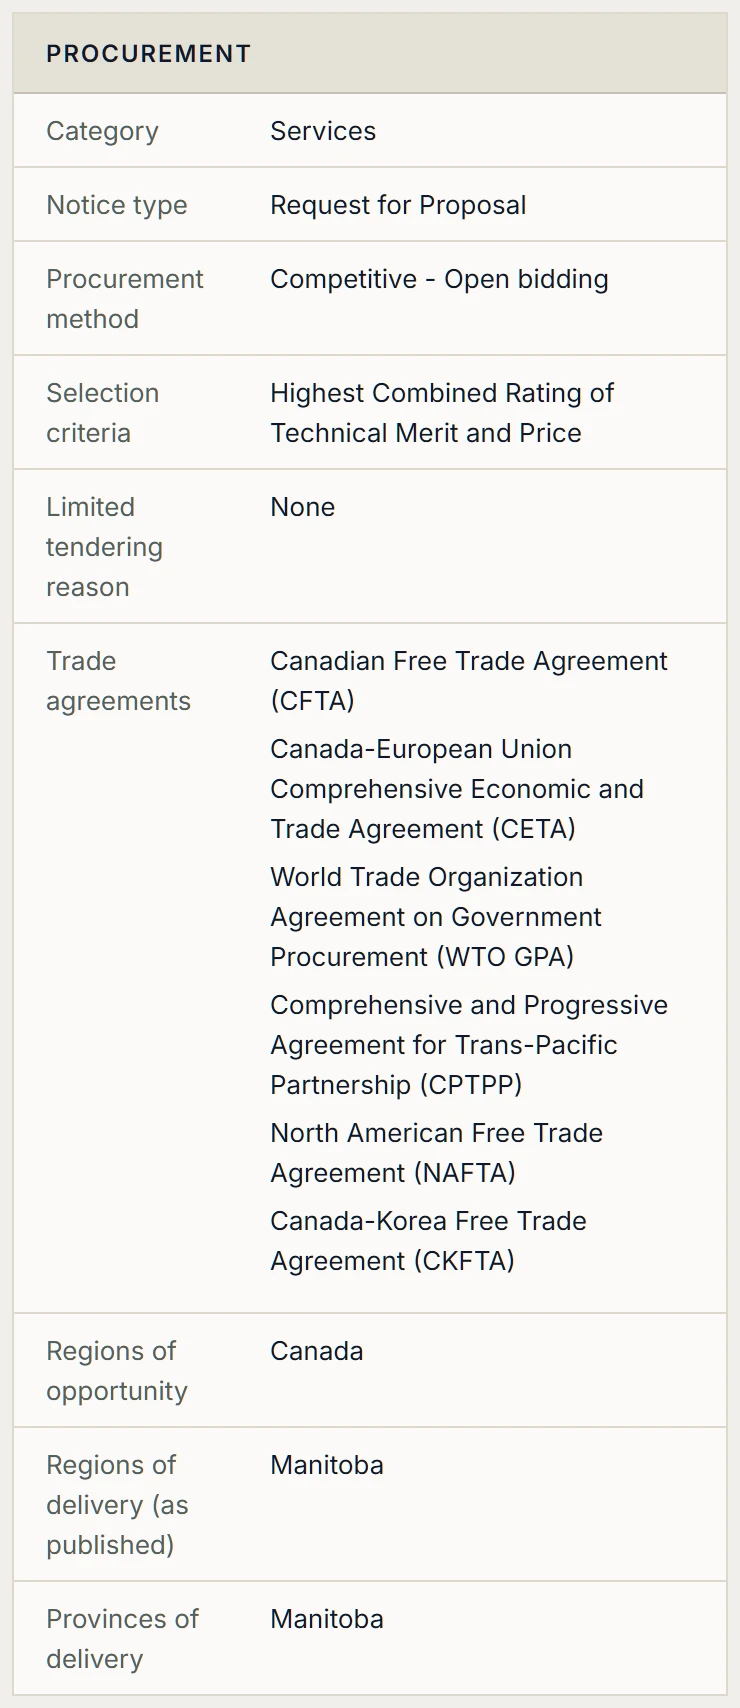 PROCUREMENT
Category
Services
Notice type
Request for Proposal
Procurement
method
Competitive - Open bidding
Selection
criteria
Highest Combined Rating of
Technical Merit and Price
Limited
tendering
reason
None
Trade
agreements
Canadian Free Trade Agreement
(CFTA)
Canada-European Union
Comprehensive Economic and
Trade Agreement (CETA)
World Trade Organization
Agreement on Government
Procurement (WTO GPA)
Comprehensive and Progressive
Agreement for Trans-Pacific
Partnership (CPTPP)
North American Free Trade
Agreement (NAFTA)
Canada-Korea Free Trade
Agreement (CKFTA)
Regions of
opportunity
Canada
Regions of
delivery (as
published)
Manitoba
Provinces of
delivery
Manitoba